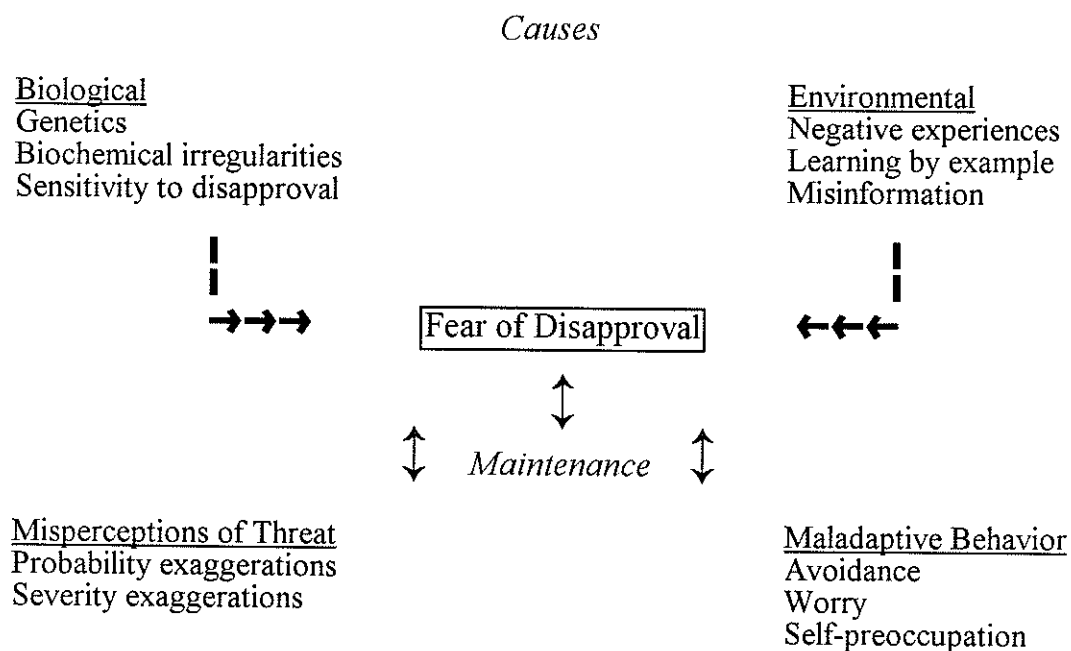 Causes
Biological
Genetics
Biochemical irregularities
Sensitivity to disapproval
Environmental
Negative experiences
Learning by example
Misinformation
Fear of Disapproval
Maintenance
Misperceptions of Threat
Probability exaggerations
Severity exaggerations
Maladaptive Behavior
Avoidance
Worry
Self-preoccupation